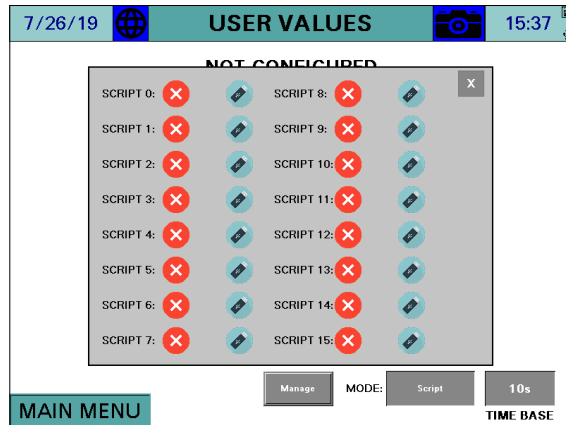 7/26/19 USER VALUES 15:37
NOT CONFIGURED
X
SCRIPT 0: SCRIPT 8:
SCRIPT 1: SCRIPT 9:
SCRIPT 2: SCRIPT 10:
SCRIPT 3: SCRIPT 11:
SCRIPT 4: SCRIPT 12:
SCRIPT 5: SCRIPT 13:
SCRIPT 6: SCRIPT 14:
SCRIPT 7: SCRIPT 15:
Manage MODE: Script 10s
MAIN MENU TIME BASE